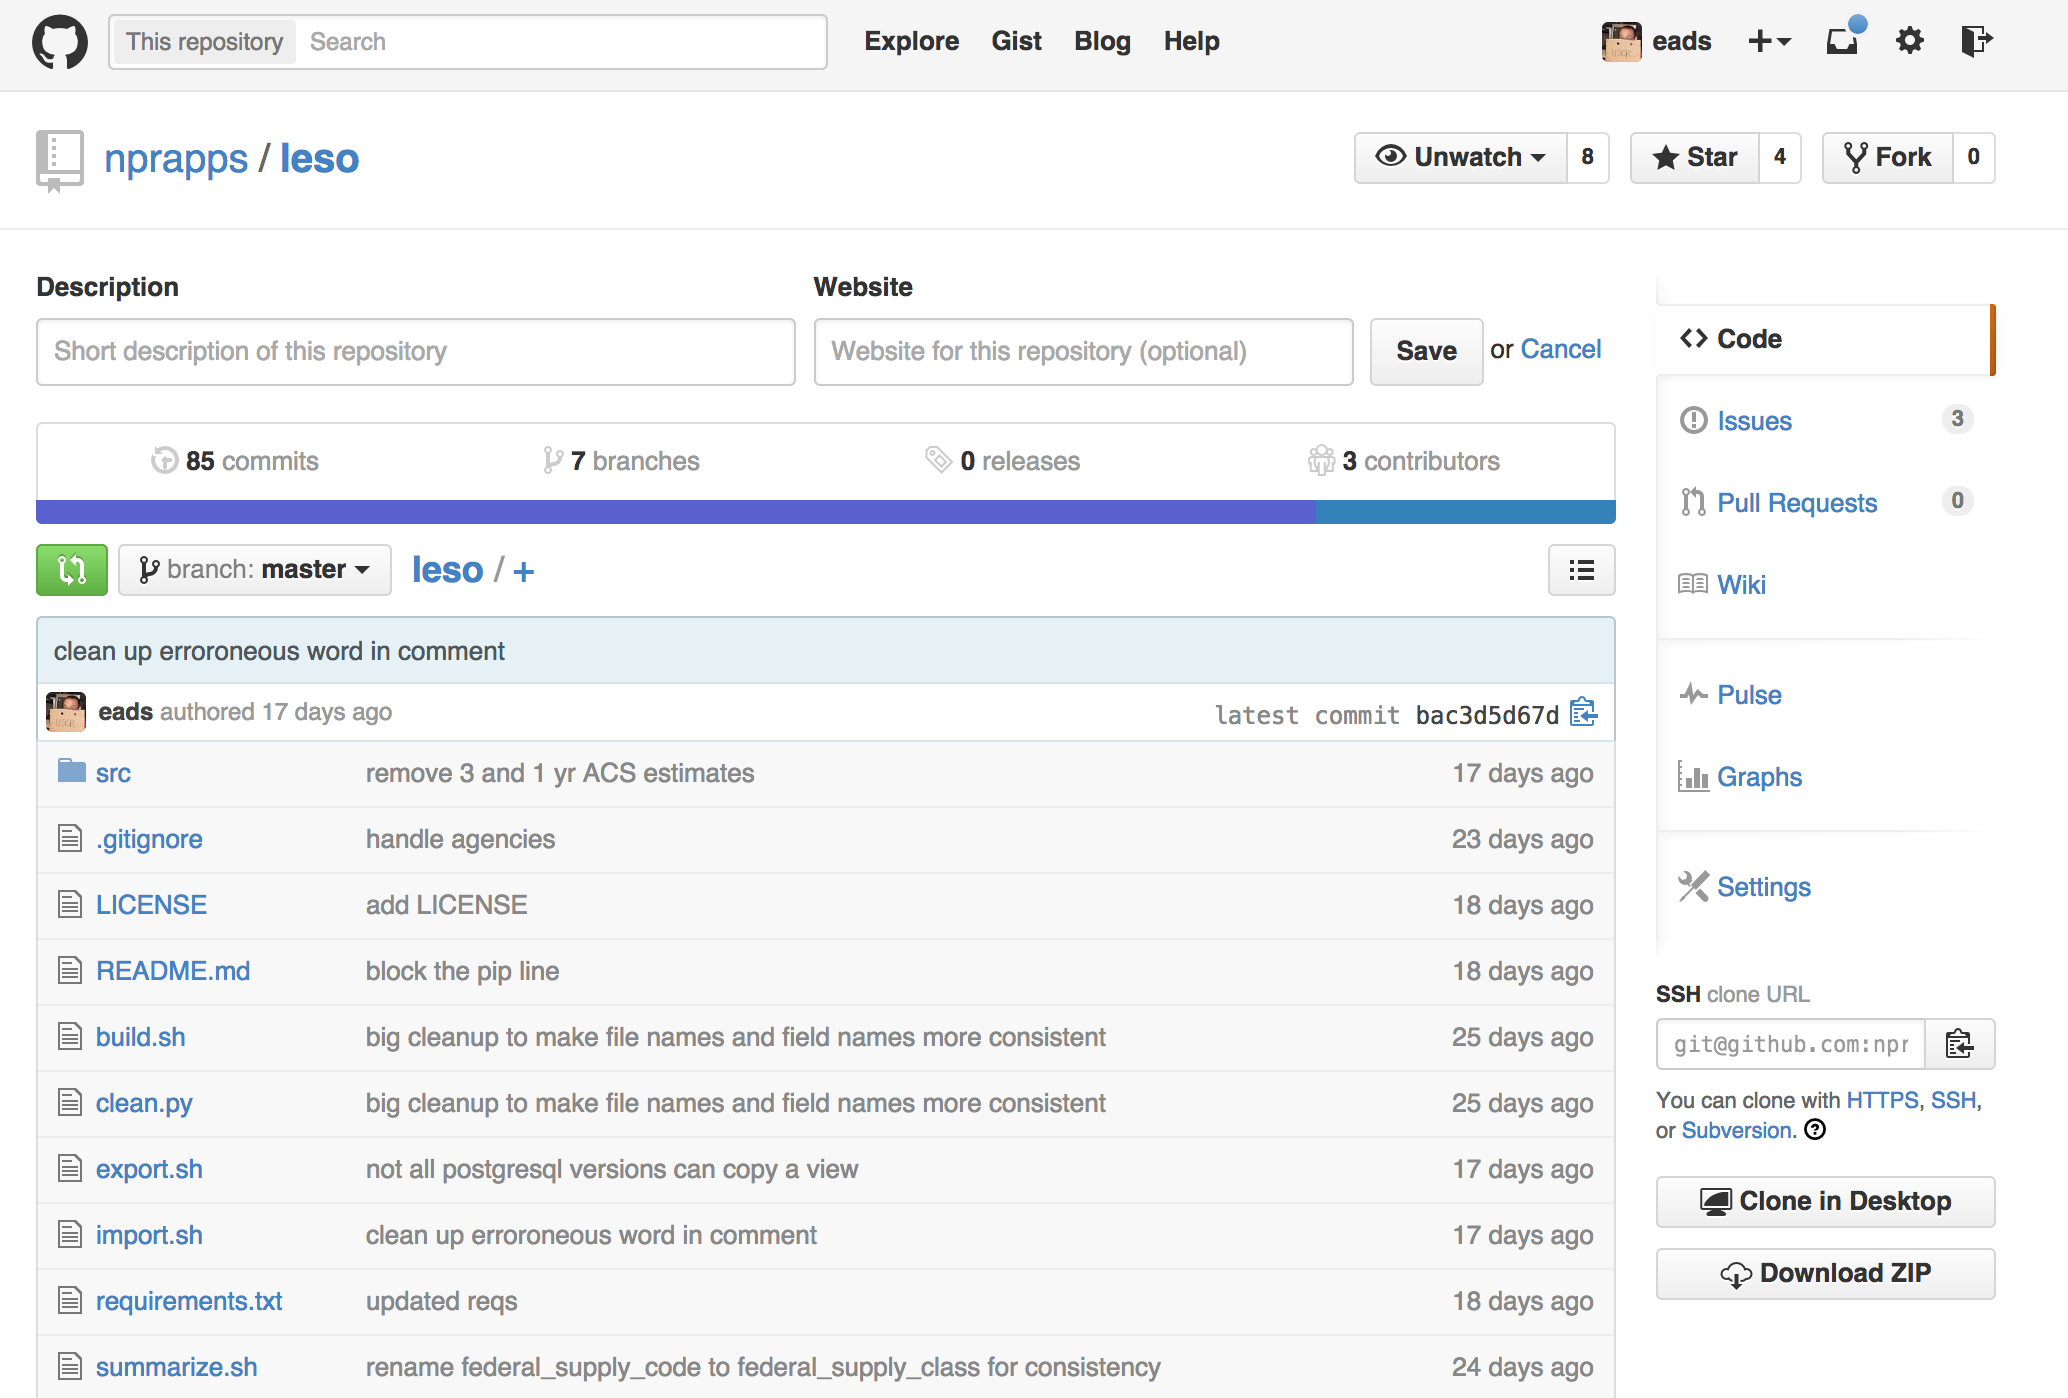 This repository Search Explore Gist Blog Help eads
nprapps / leso Unwatch 8 Star 4 Fork 0
Description Website
Short description of this repository Website for this repository (optional) Save or Cancel
85 commits 7 branches 0 releases 3 contributors
branch: master leso / +
clean up erroroneous word in comment
eads authored 17 days ago latest commit bac3d5d67d
src remove 3 and 1 yr ACS estimates 17 days ago
.gitignore handle agencies 23 days ago
LICENSE add LICENSE 18 days ago
README.md block the pip line 18 days ago
build.sh big cleanup to make file names and field names more consistent 25 days ago
clean.py big cleanup to make file names and field names more consistent 25 days ago
export.sh not all postgresql versions can copy a view 17 days ago
import.sh clean up erroroneous word in comment 17 days ago
requirements.txt updated reqs 18 days ago
summarize.sh rename federal_supply_code to federal_supply_class for consistency 24 days ago
Code
Issues 3
Pull Requests 0
Wiki
Pulse
Graphs
Settings
SSH clone URL
git@github.com:npr
You can clone with HTTPS, SSH,
or Subversion.
Clone in Desktop
Download ZIP